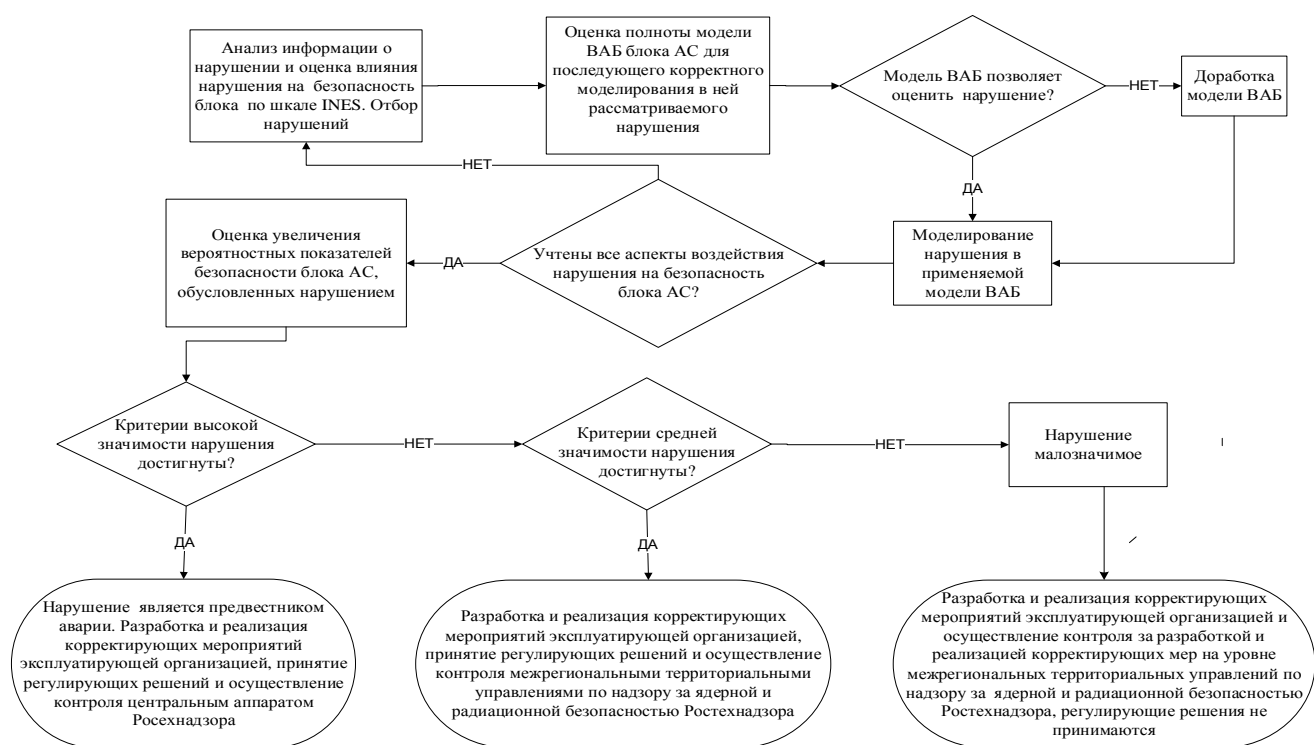 Анализ информации о
нарушении и оценка влияния
нарушения на безопасность
блока по шкале INES. Отбор
нарушений
Оценка полноты модели
ВАБ блока АС для
последующего корректного
моделирования в ней
рассматриваемого
нарушения
Модель ВАБ позволяет
оценить нарушение?
НЕТ
Доработка
модели ВАБ
ДА
НЕТ
Моделирование
нарушения в
применяемой
модели ВАБ
Учтены все аспекты воздействия
нарушения на безопасность
блока АС?
ДА
Оценка увеличения
вероятностных показателей
безопасности блока АС,
обусловленных нарушением
Критерии высокой
значимости нарушения
достигнуты?
НЕТ
Критерии средней
значимости нарушения
достигнуты?
НЕТ
Нарушение
малозначимое
ДА
ДА
Нарушение является предвестником
аварии. Разработка и реализация
корректирующих мероприятий
эксплуатирующей организацией, принятие
регулирующих решений и осуществление
контроля центральным аппаратом
Росехнадзора
Разработка и реализация корректирующих
мероприятий эксплуатирующей организацией,
принятие регулирующих решений и осуществление
контроля межрегиональными территориальными
управлениями по надзору за ядерной и
радиационной безопасностью Ростехнадзора
Разработка и реализация корректирующих
мероприятий эксплуатирующей организацией и
осуществление контроля за разработкой и
реализацией корректирующих мер на уровне
межрегиональных территориальных управлений по
надзору за ядерной и радиационной безопасностью
Ростехнадзора, регулирующие решения не
принимаются